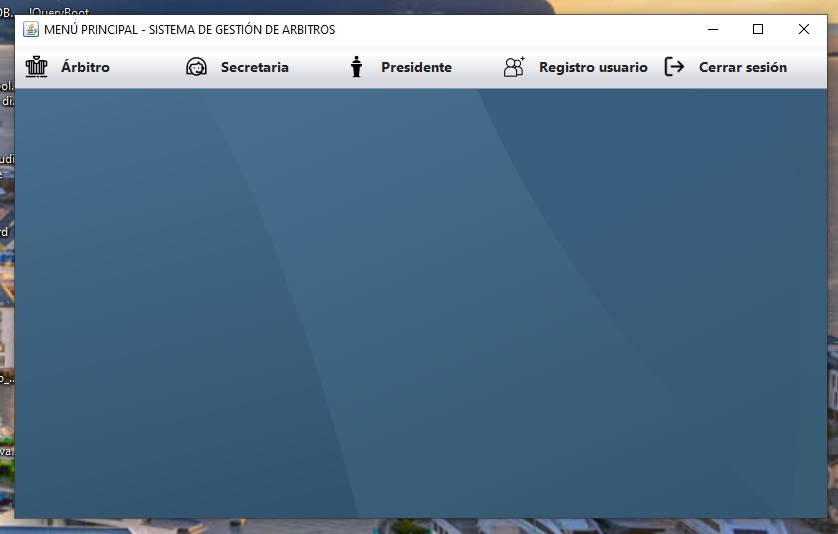 JQueryBoot
MENÚ PRINCIPAL - SISTEMA DE GESTIÓN DE ARBITROS
Árbitro Secretaria Presidente Registro usuario Cerrar sesión